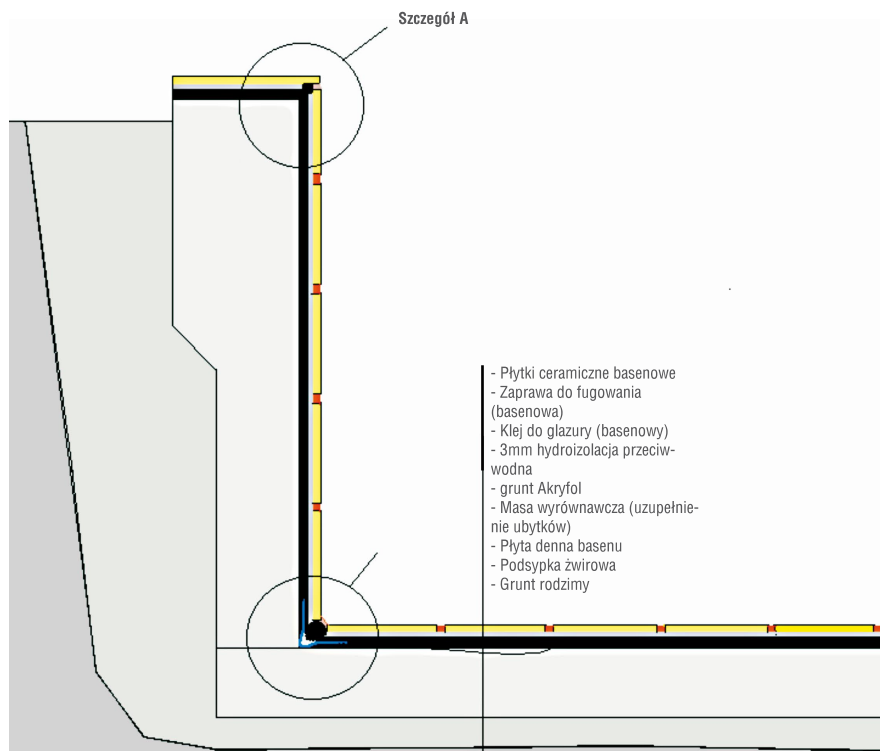 Szczegół A
- Płytki ceramiczne basenowe
- Zaprawa do fugowania
(basenowa)
- Klej do glazury (basenowy)
- 3mm hydroizolacja przeciw-
wodna
- grunt Akryfol
- Masa wyrównawcza (uzupełnie-
nie ubytków)
- Płyta denna basenu
- Podsypka żwirowa
- Grunt rodzimy